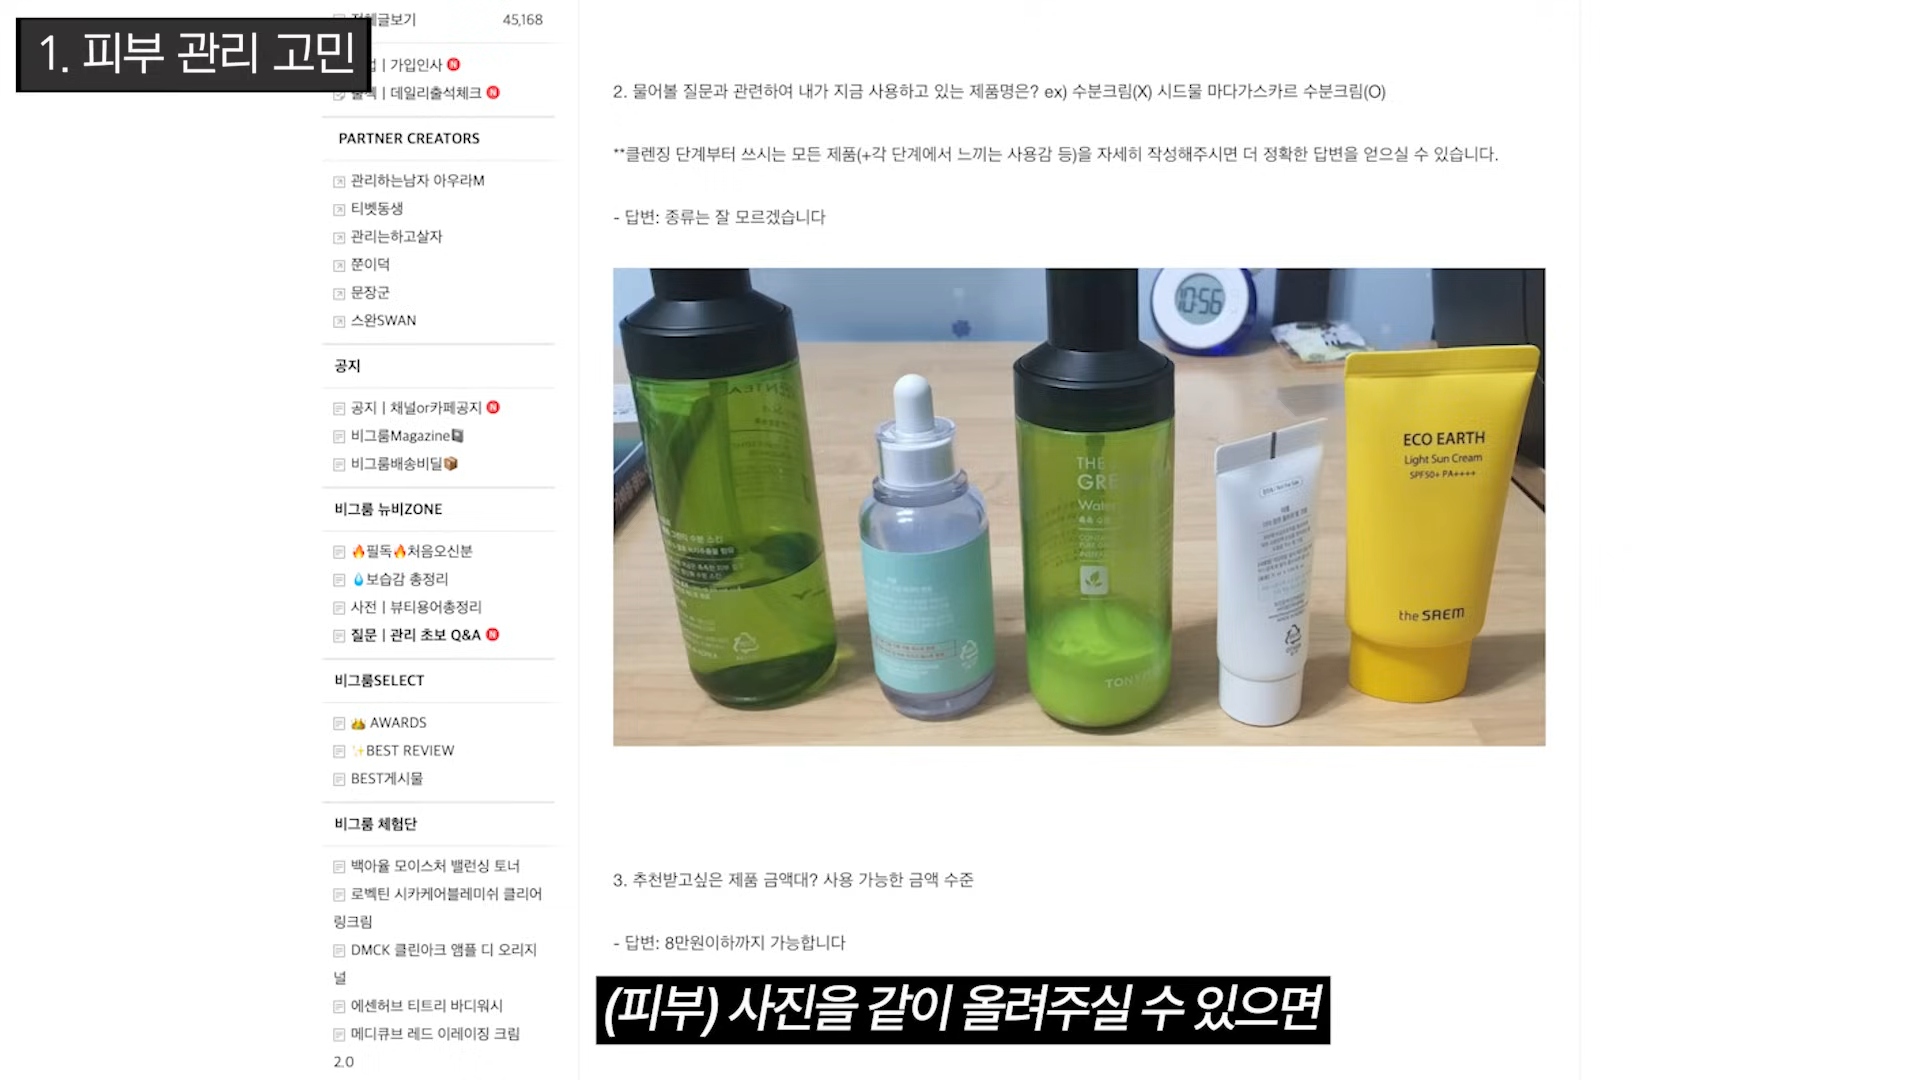 1. 피부 관리 고민
45,168
| 가입인사 N
| 데일리출석체크 N
PARTNER CREATORS
관리하는남자 아우라M
티벳동생
관리는하고살자
쭌이덕
문장군
스완SWAN
공지
공지 | 채널or카페공지 N
비그룸Magazine
비그룸배송비딜
비그룸 뉴비ZONE
🔥필독🔥처음오신분
💧보습감 총정리
사전 | 뷰티용어총정리
질문 | 관리 초보 Q&A N
비그룸SELECT
AWARDS
✨BEST REVIEW
BEST게시물
비그룸 체험단
백아율 모이스처 밸런싱 토너
로벡틴 시카케어블레미쉬 클리어
링크림
DMCK 클린아크 앰플 디 오리지
널
에센허브 티트리 바디워시
메디큐브 레드 이레이징 크림
2.0
2. 물어볼 질문과 관련하여 내가 지금 사용하고 있는 제품명은? ex) 수분크림(X) 시드물 마다가스카르 수분크림(O)
**클렌징 단계부터 쓰시는 모든 제품(+각 단계에서 느끼는 사용감 등)을 자세히 작성해주시면 더 정확한 답변을 얻으실 수 있습니다.
- 답변: 종류는 잘 모르겠습니다
10:56
THE
Water
TONY
ECO EARTH
Light Sun Cream
SPF50+ PA++++
the SAEM
3. 추천받고싶은 제품 금액대? 사용 가능한 금액 수준
- 답변: 8만원이하까지 가능합니다
(피부) 사진을 같이 올려주실 수 있으면